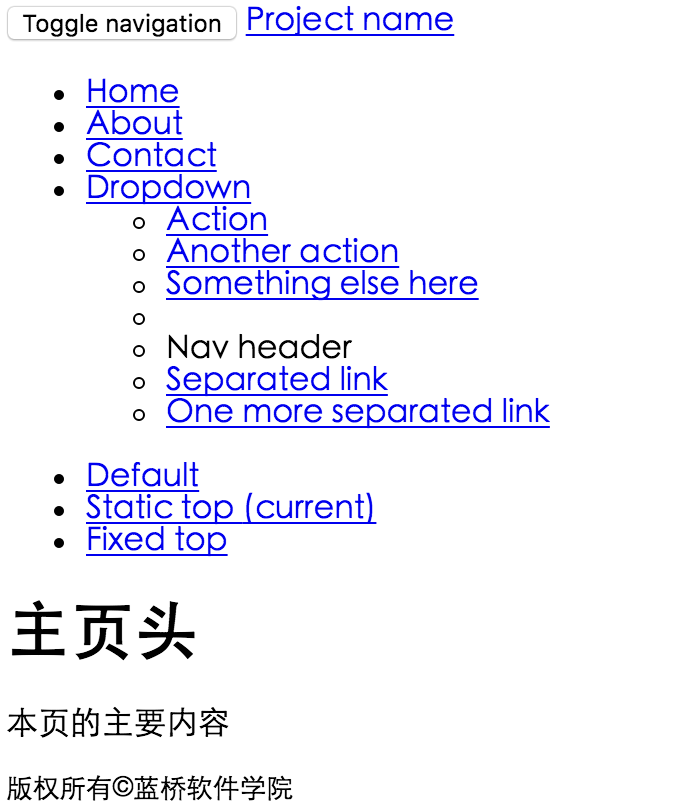 Toggle navigation Project name
Home
About
Contact
Dropdown
Action
Another action
Something else here
Nav header
Separated link
One more separated link
Default
Static top (current)
Fixed top
主页头
本页的主要内容
版权所有©蓝桥软件学院